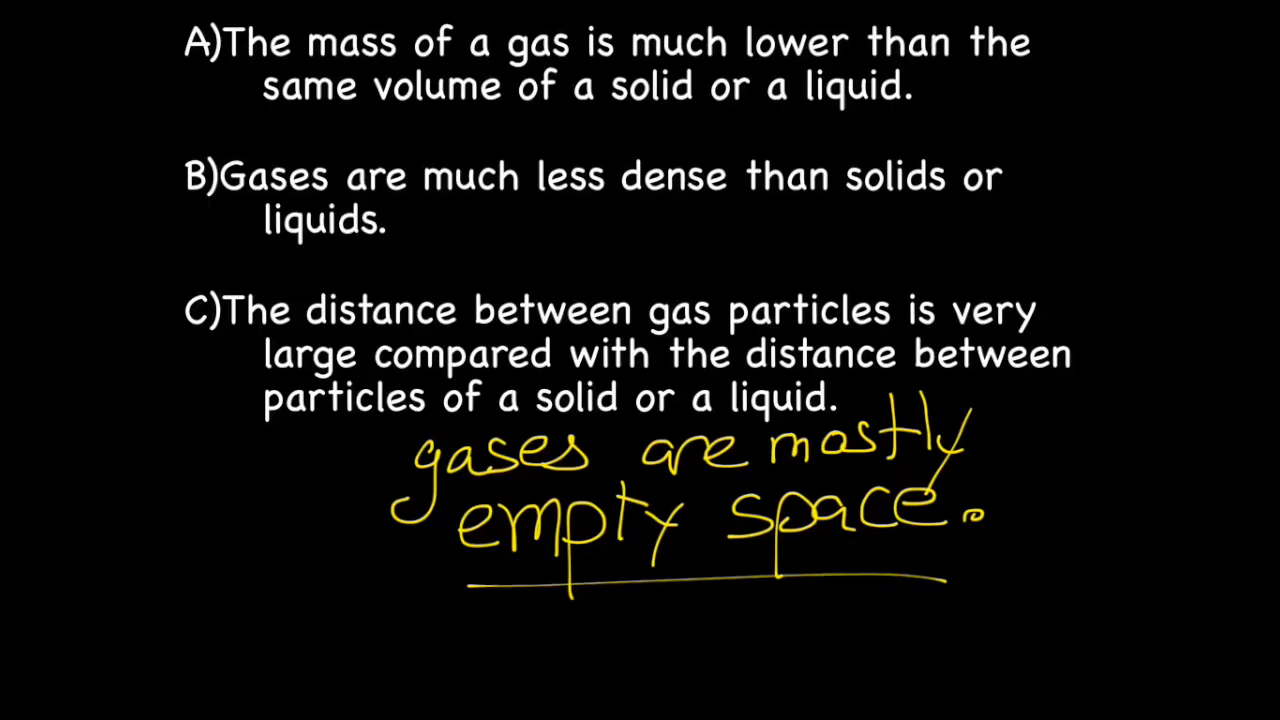 A)The mass of a gas is much lower than the
same volume of a solid or a liquid.
B)Gases are much less dense than solids or
liquids.
C)The distance between gas particles is very
large compared with the distance between
particles of a solid or a liquid.
gases are mostly
empty space.